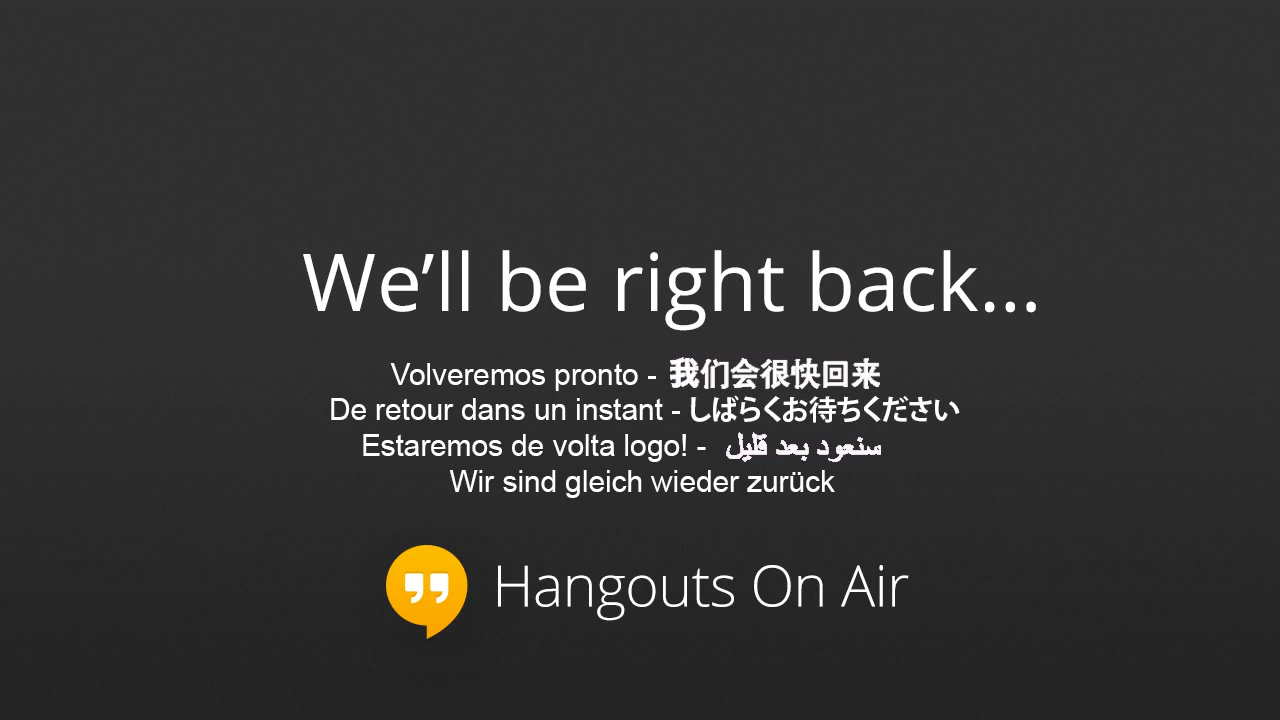 We’ll be right back...
Volveremos pronto - 我们会很快回来
De retour dans un instant - しばらくお待ちください
Estaremos de volta logo! - سنعود بعد قليل
Wir sind gleich wieder zurück
Hangouts On Air